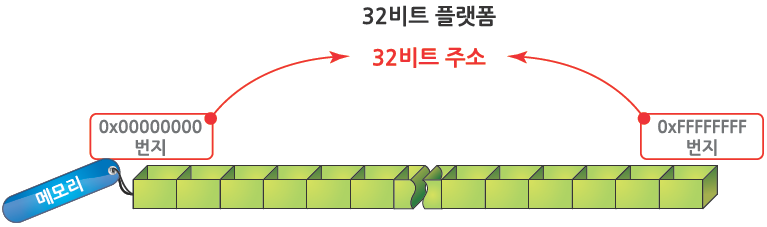 32비트 플랫폼
32비트 주소
0x00000000
번지
0xFFFFFFFF
번지
메모리